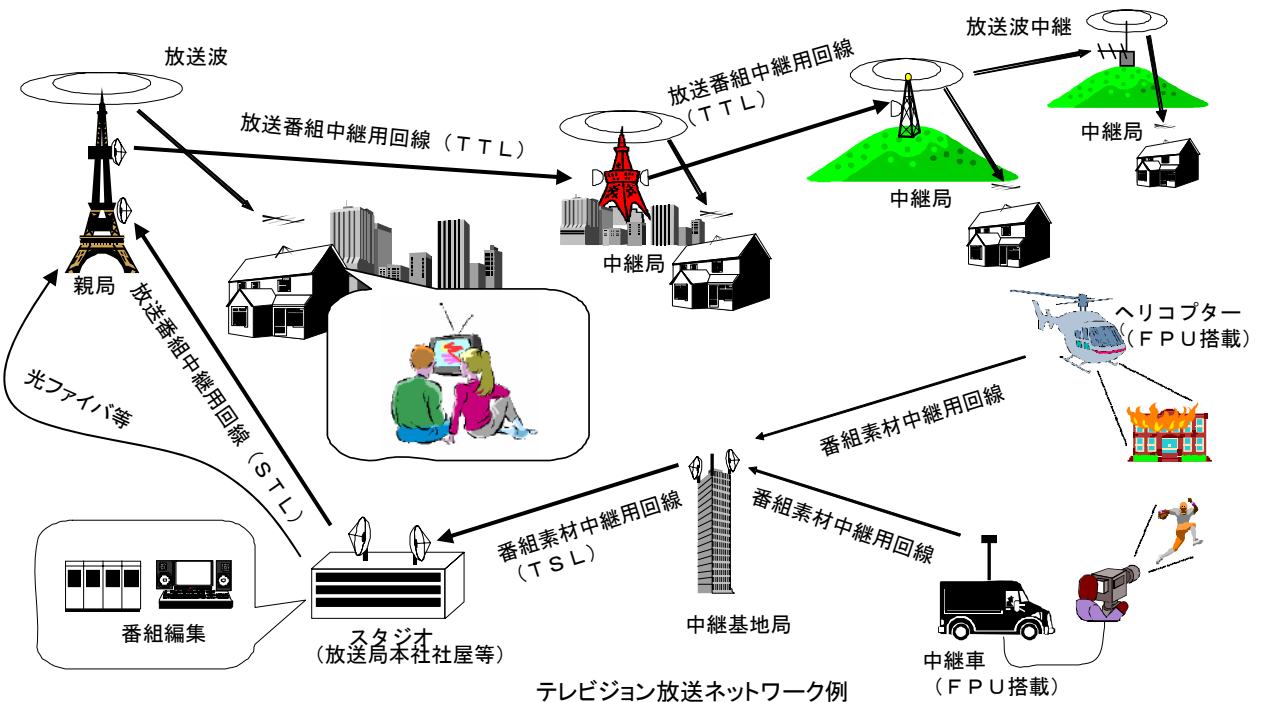 放送波
放送番組中継用回線（ＴＴＬ）
放送番組中継用回線
（ＴＴＬ）
放送波中継
中継局
中継局
中継局
親局
放送番組中継用回線（ＳＴＬ）
光ファイバ等
ヘリコプター
（ＦＰＵ搭載）
番組素材中継用回線
番組素材中継用回線
番組素材中継用回線
（ＴＳＬ）
中継基地局
番組編集
スタジオ
（放送局本社社屋等）
中継車
（ＦＰＵ搭載）
テレビジョン放送ネットワーク例